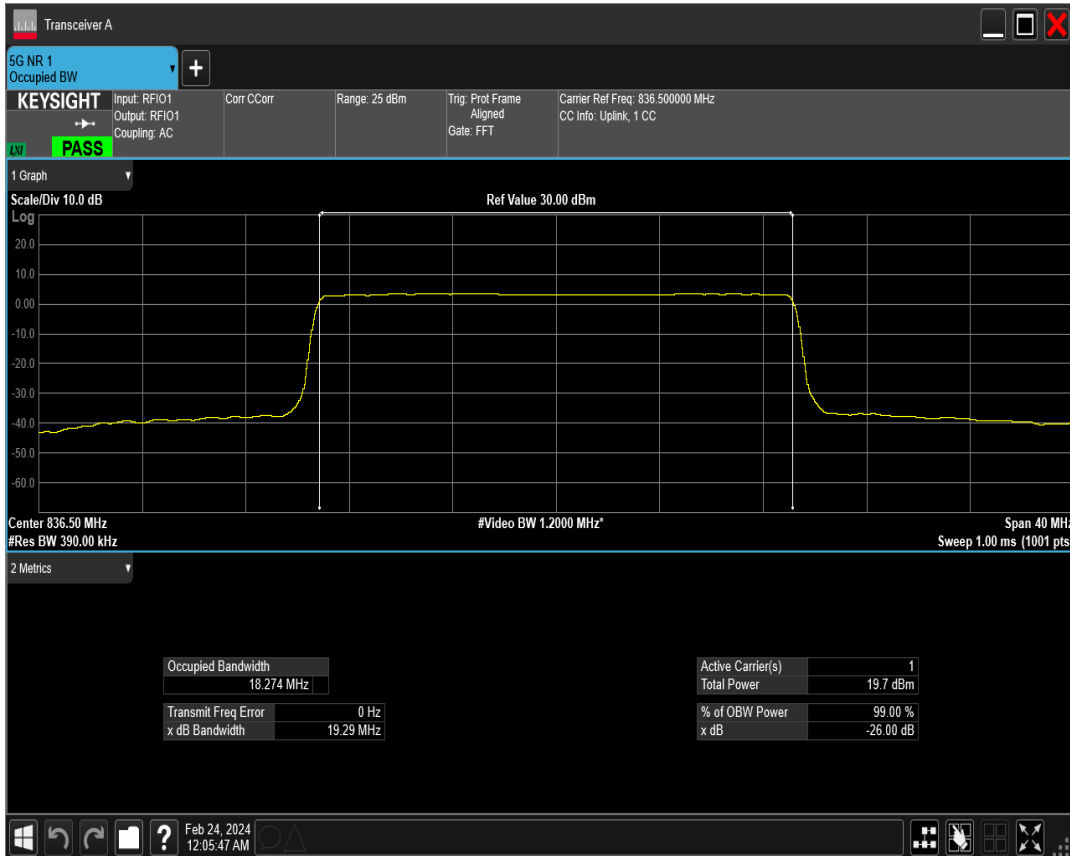 Transceiver A
5G NR 1
Occupied BW
+
KEYSIGHT
LXI
PASS
Input: RFIO1
Output: RFIO1
Coupling: AC
Corr CCorr
Range: 25 dBm
Trig: Prot Frame
Aligned
Gate: FFT
Carrier Ref Freq: 836.500000 MHz
CC Info: Uplink, 1 CC
1 Graph
Scale/Div 10.0 dB
Ref Value 30.00 dBm
Log
20.0
10.0
0.00
-10.0
-20.0
-30.0
-40.0
-50.0
-60.0
Center 836.50 MHz
#Video BW 1.2000 MHz*
Span 40 MHz
#Res BW 390.00 kHz
Sweep 1.00 ms (1001 pts
2 Metrics
Occupied Bandwidth
18.274 MHz
Transmit Freq Error 0 Hz
x dB Bandwidth 19.29 MHz
Active Carrier(s) 1
Total Power 19.7 dBm
% of OBW Power 99.00 %
x dB -26.00 dB
?
Feb 24, 2024
12:05:47 AM